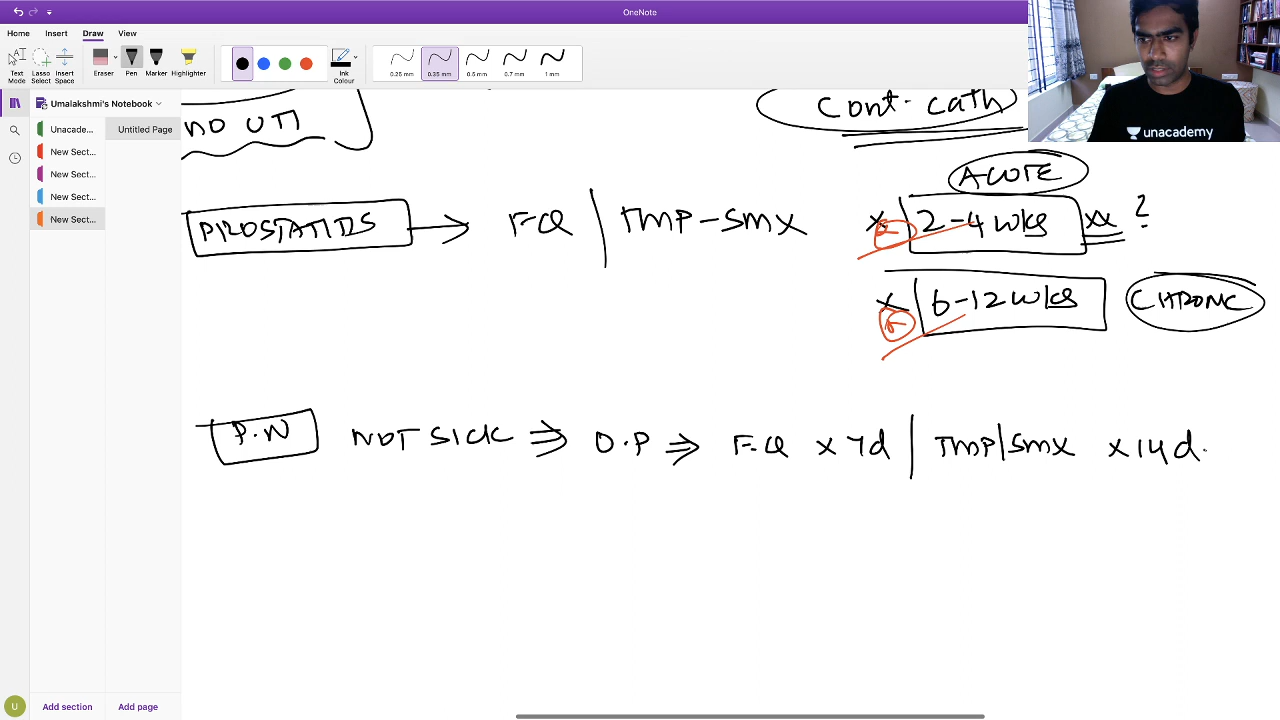 OneNote
Home Insert Draw View
Text Mode
Lasso Select
Insert Space
Eraser
Pen
Marker
Highlighter
Ink Colour
0.25 mm
0.35 mm
0.5 mm
0.7 mm
1 mm
unacademy
Umalakshmi's Notebook
Unacade...
New Sect...
New Sect...
New Sect...
New Sect...
Untitled Page
NO UTI
Cont. cath
ACUTE
PROSTATITIS → FQ | TMP-SMX x 2-4 wks xx ?
x 6-12 wks CHRONIC
P.N NOT SICK ⇒ O.P ⇒ FQ x 7d | TMP/SMX x 14 d.
U
Add section
Add page